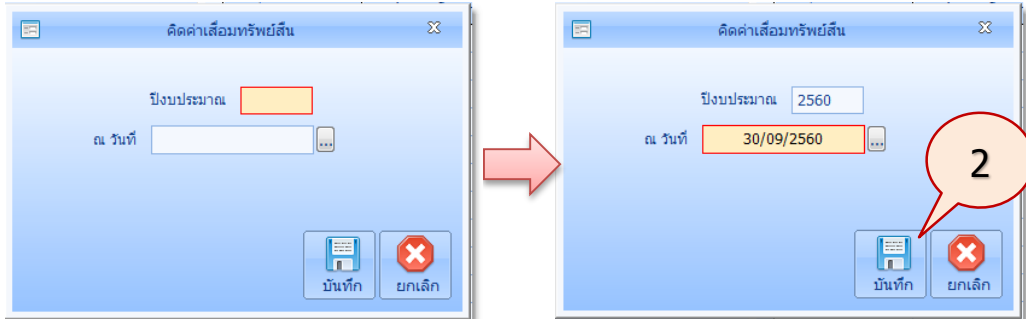 คิดค่าเสื่อมทรัพย์สืน
ปีงบประมาณ
ณ วันที่
...
บันทึก
ยกเลิก
คิดค่าเสื่อมทรัพย์สืน
ปีงบประมาณ 2560
ณ วันที่ 30/09/2560
...
2
บันทึก
ยกเลิก